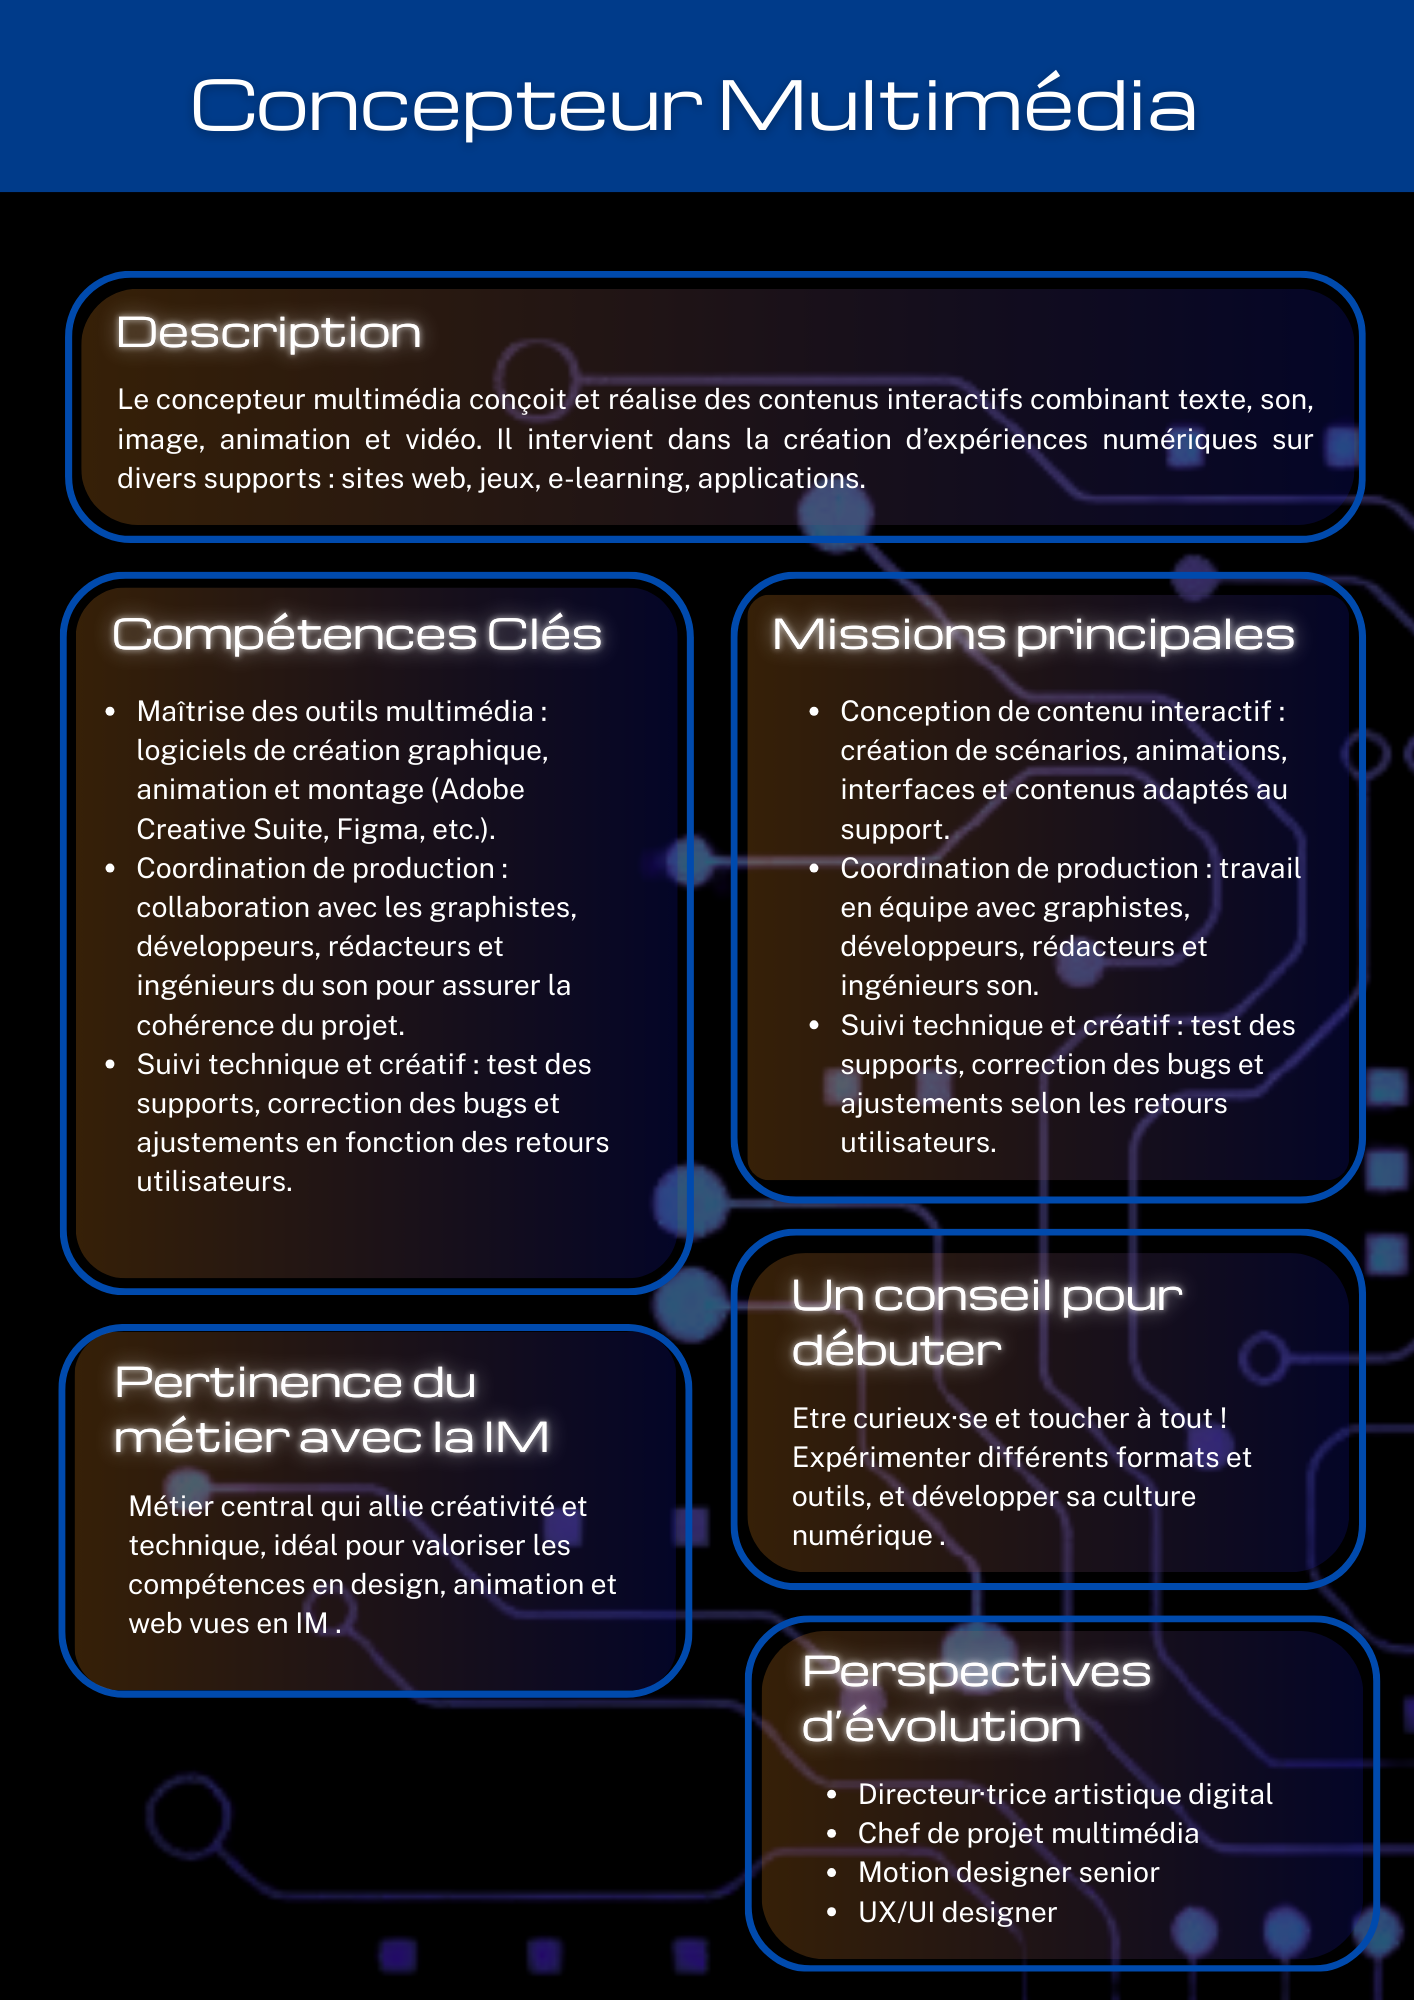 Concepteur Multimédia
Description
Le concepteur multimédia conçoit et réalise des contenus interactifs combinant texte, son,
image, animation et vidéo. Il intervient dans la création d’expériences numériques sur
divers supports : sites web, jeux, e-learning, applications.
Compétences Clés
• Maîtrise des outils multimédia :
logiciels de création graphique,
animation et montage (Adobe
Creative Suite, Figma, etc.).
• Coordination de production :
collaboration avec les graphistes,
développeurs, rédacteurs et
ingénieurs du son pour assurer la
cohérence du projet.
• Suivi technique et créatif : test des
supports, correction des bugs et
ajustements en fonction des retours
utilisateurs.
Missions principales
• Conception de contenu interactif :
création de scénarios, animations,
interfaces et contenus adaptés au
support.
• Coordination de production : travail
en équipe avec graphistes,
développeurs, rédacteurs et
ingénieurs son.
• Suivi technique et créatif : test des
supports, correction des bugs et
ajustements selon les retours
utilisateurs.
Pertinence du
métier avec la IM
Métier central qui allie créativité et
technique, idéal pour valoriser les
compétences en design, animation et
web vues en IM .
Un conseil pour
débuter
Etre curieux·se et toucher à tout !
Expérimenter différents formats et
outils, et développer sa culture
numérique .
Perspectives
d’évolution
• Directeur·trice artistique digital
• Chef de projet multimédia
• Motion designer senior
• UX/UI designer